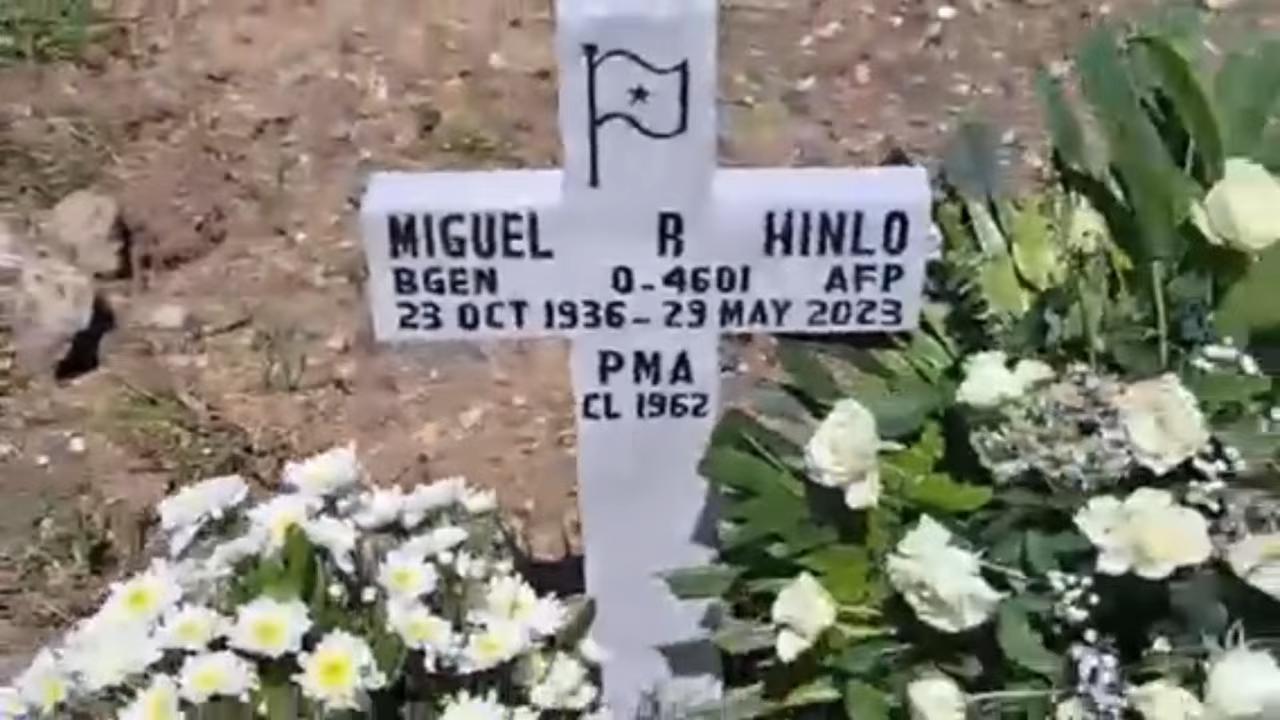 MIGUEL R HINLO
BGEN O-4601 AFP
23 OCT 1936 - 29 MAY 2023
PMA
CL 1962